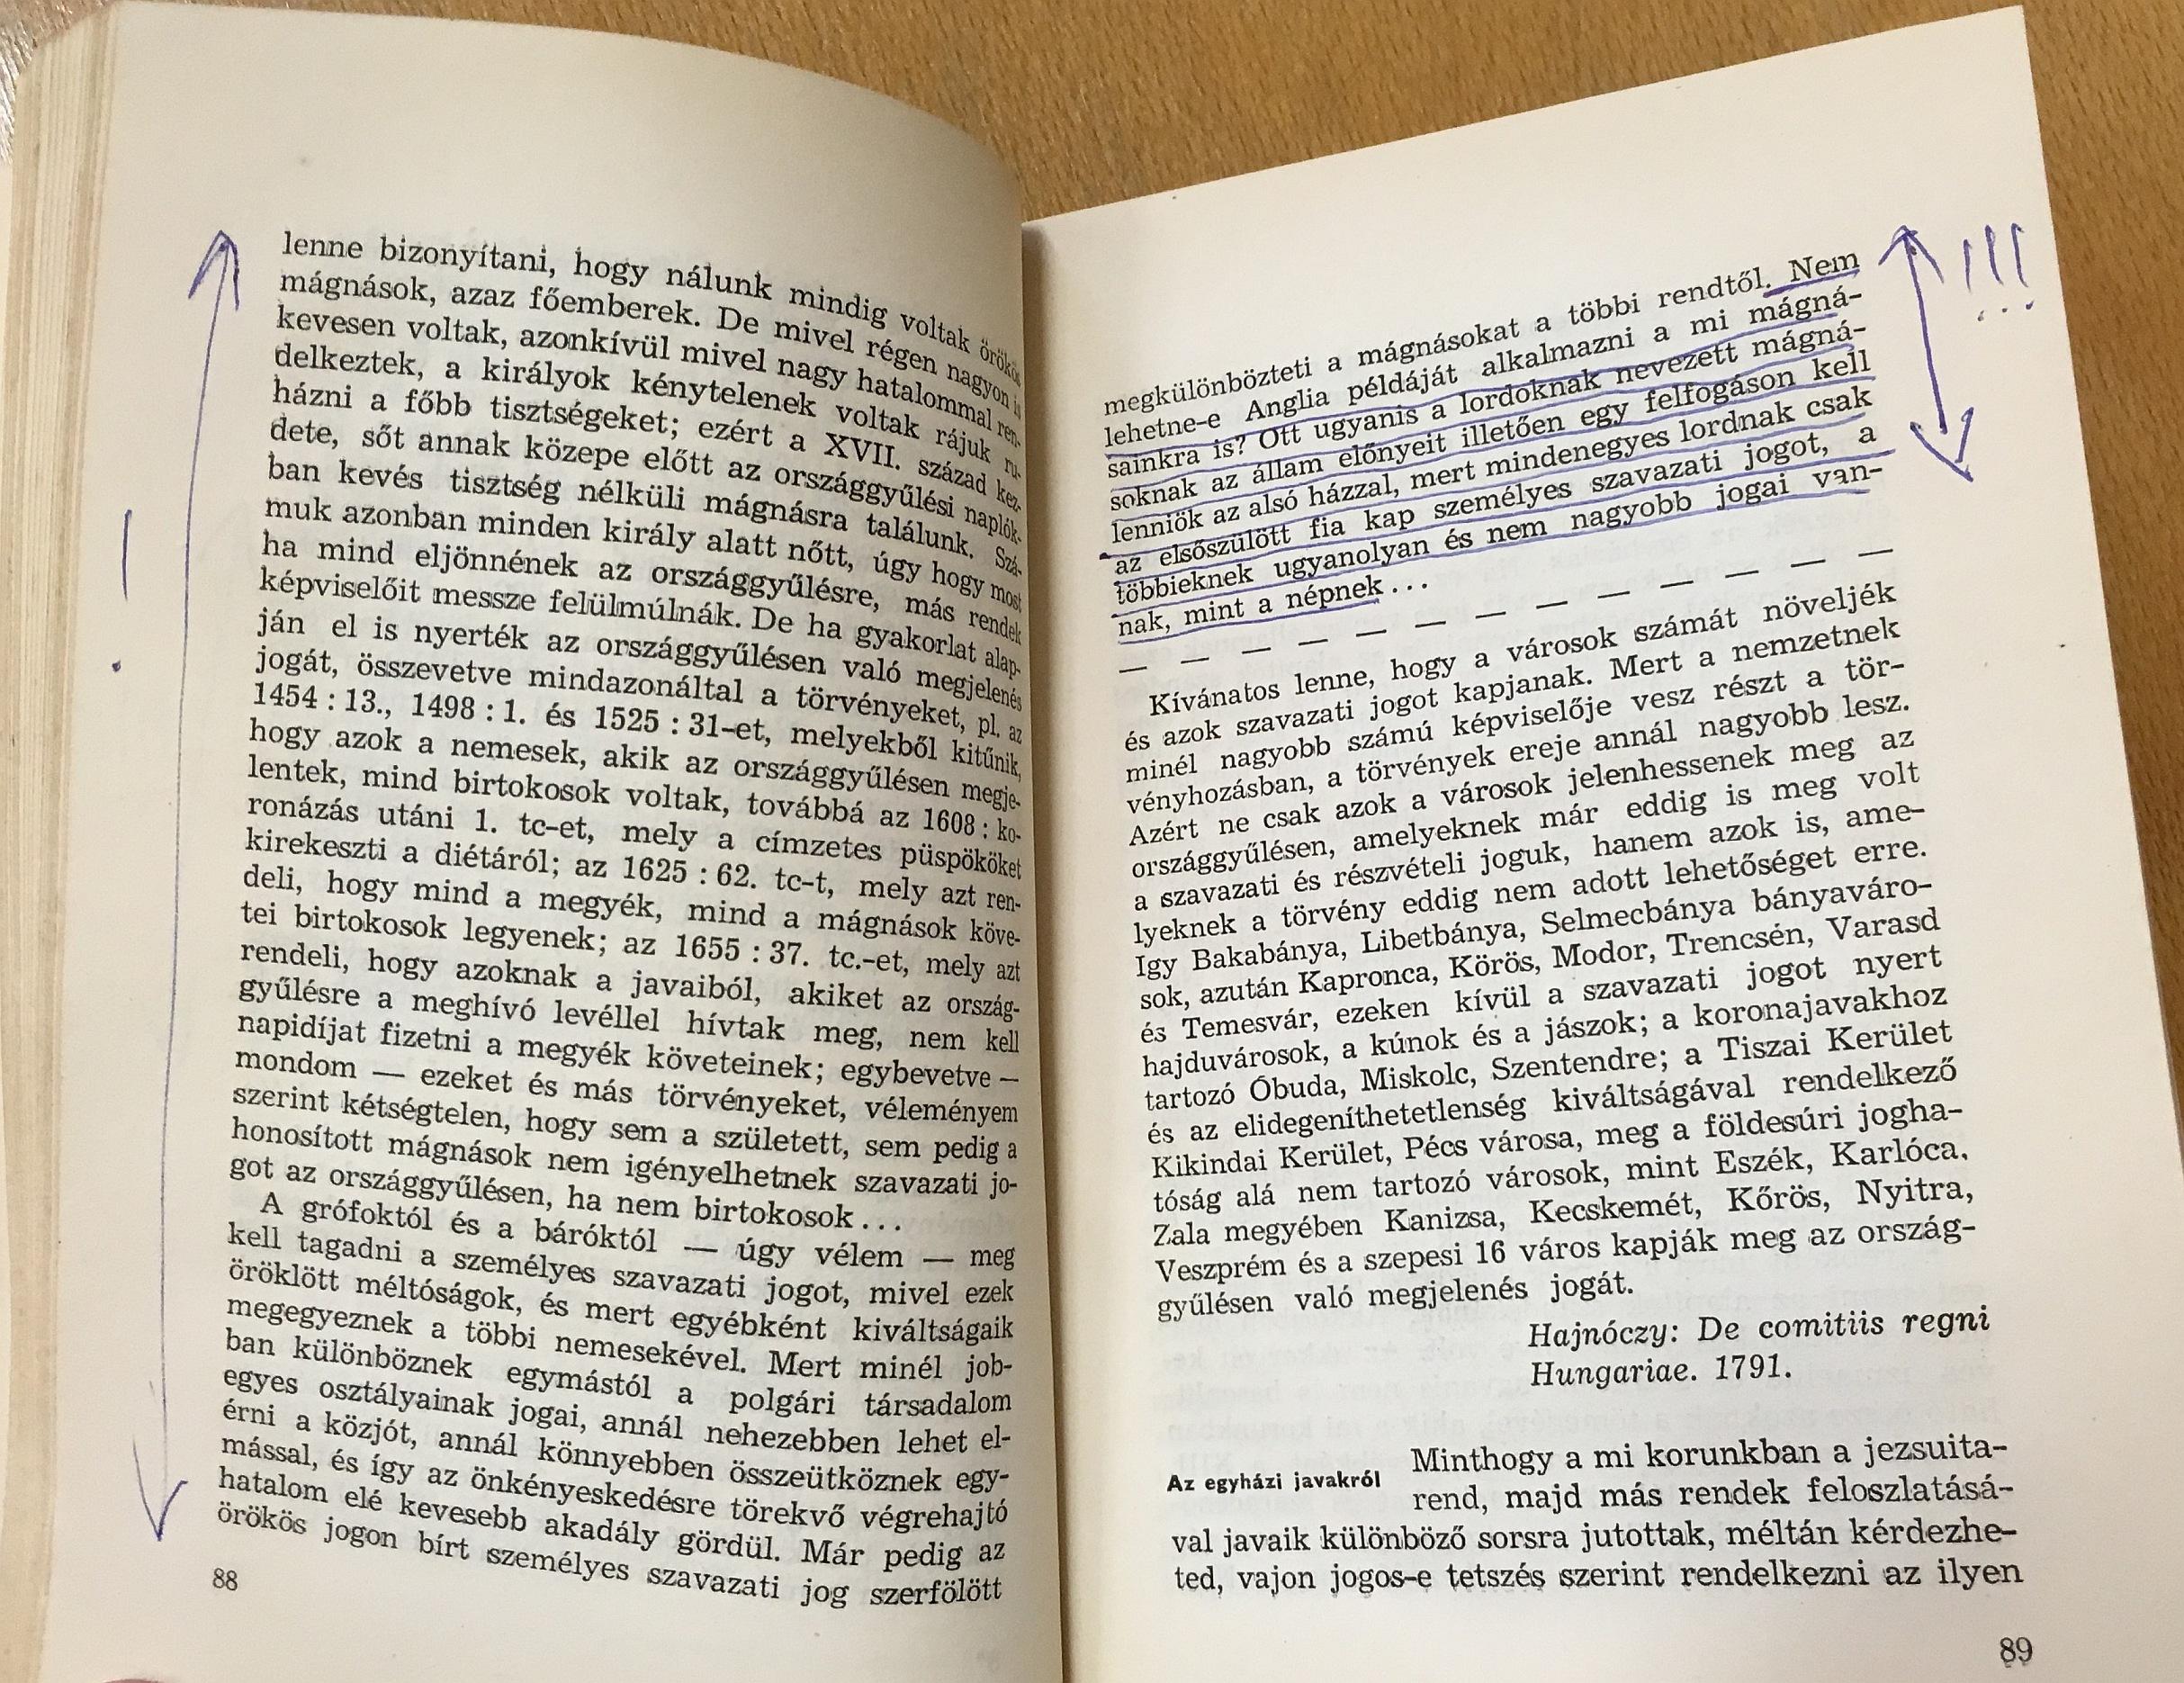 lenne bizonyítani, hogy nálunk mindig voltak örökös
mágnások, azaz főemberek. De mivel régen nagyon is
kevesen voltak, azonkívül mivel nagy hatalommal ren-
delkeztek, a királyok kénytelenek voltak rájuk ru-
házni a főbb tisztségeket; ezért a XVII. század kez-
dete, sőt annak közepe előtt az országgyűlési naplók-
ban kevés tisztség nélküli mágnásra találunk. Szá-
muk azonban minden király alatt nőtt, úgy hogy most
ha mind eljönnének az országgyűlésre, más rendek
képviselőit messze felülmúlnák. De ha gyakorlat alap-
ján el is nyerték az országgyűlésen való megjelenés
jogát, összevetve mindazonáltal a törvényeket, pl. az
1454 : 13., 1498 : 1. és 1525 : 31-et, melyekből kitűnik,
hogy azok a nemesek, akik az országgyűlésen megje-
lentek, mind birtokosok voltak, továbbá az 1608 : ko-
ronázás utáni 1. tc-et, mely a címzetes püspököket
kirekeszti a diétáról; az 1625 : 62. tc-t, mely azt ren-
deli, hogy mind a megyék, mind a mágnások köve-
tei birtokosok legyenek; az 1655 : 37. tc.-et, mely azt
rendeli, hogy azoknak a javaiból, akiket az ország-
gyűlésre a meghívó levéllel hívtak meg, nem kell
napidíjat fizetni a megyék követeinek; egybevetve —
mondom — ezeket és más törvényeket, véleményem
szerint kétségtelen, hogy sem a született, sem pedig a
honosított mágnások nem igényelhetnek szavazati jo-
got az országgyűlésen, ha nem birtokosok . . .
A grófoktól és a báróktól — úgy vélem — meg
kell tagadni a személyes szavazati jogot, mivel ezek
öröklött méltóságok, és mert egyébként kiváltságaik
megegyeznek a többi nemesekével. Mert minél job-
ban különböznek egymástól a polgári társadalom
egyes osztályainak jogai, annál nehezebben lehet el-
érni a közjót, annál könnyebben összeütköznek egy-
mással, és így az önkényeskedésre törekvő végrehajtó
hatalom elé kevesebb akadály gördül. Már pedig az
örökös jogon bírt személyes szavazati jog szerfölött
88
megkülönbözteti a mágnásokat a többi rendtől. Nem
lehetne-e Anglia példáját alkalmazni a mi mágná-
sainkra is? Ott ugyanis a lordoknak nevezett mágná-
soknak az állam előnyeit illetően egy felfogáson kell
lenniök az alsó házzal, mert mindenegyes lordnak csak
az elsőszülött fia kap személyes szavazati jogot, a
többieknek ugyanolyan és nem nagyobb jogai van-
nak, mint a népnek . . .
— — — — — — — — — — — — —
Kívánatos lenne, hogy a városok számát növeljék
és azok szavazati jogot kapjanak. Mert a nemzetnek
minél nagyobb számú képviselője vesz részt a tör-
vényhozásban, a törvények ereje annál nagyobb lesz.
Azért ne csak azok a városok jelenhessenek meg az
országgyűlésen, amelyeknek már eddig is meg volt
a szavazati és részvételi joguk, hanem azok is, ame-
lyeknek a törvény eddig nem adott lehetőséget erre.
Igy Bakabánya, Libetbánya, Selmecbánya bányaváro-
sok, azután Kapronca, Körös, Modor, Trencsén, Varasd
és Temesvár, ezeken kívül a szavazati jogot nyert
hajduvárosok, a kúnok és a jászok; a koronajavakhoz
tartozó Óbuda, Miskolc, Szentendre; a Tiszai Kerület
és az elidegeníthetetlenség kiváltságával rendelkező
Kikindai Kerület, Pécs városa, meg a földesúri jogha-
tóság alá nem tartozó városok, mint Eszék, Karlóca,
Zala megyében Kanizsa, Kecskemét, Kőrös, Nyitra,
Veszprém és a szepesi 16 város kapják meg az ország-
gyűlésen való megjelenés jogát.
Hajnóczy: De comitiis regni
Hungariae. 1791.
Az egyházi javakról
Minthogy a mi korunkban a jezsuita-
rend, majd más rendek feloszlatásá-
val javaik különböző sorsra jutottak, méltán kérdezhe-
ted, vajon jogos-e tetszés szerint rendelkezni az ilyen
89
!
!!!